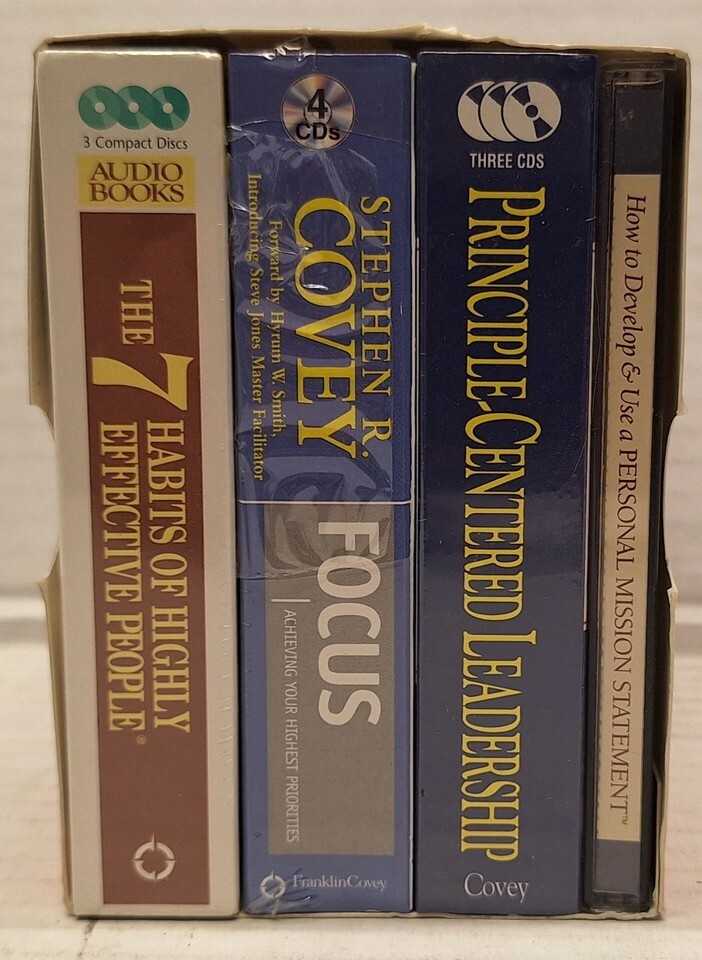 3 Compact Discs
AUDIO
BOOKS
THE
7
HABITS OF HIGHLY
EFFECTIVE PEOPLE®
4
CDs
STEPHEN R.
COVEY
Forward by Hyrum W. Smith,
Introducing Steve Jones Master Facilitator
FOCUS
ACHIEVING YOUR HIGHEST PRIORITIES
FranklinCovey
THREE CDS
PRINCIPLE-CENTERED LEADERSHIP
Covey
How to Develop & Use a PERSONAL MISSION STATEMENT™